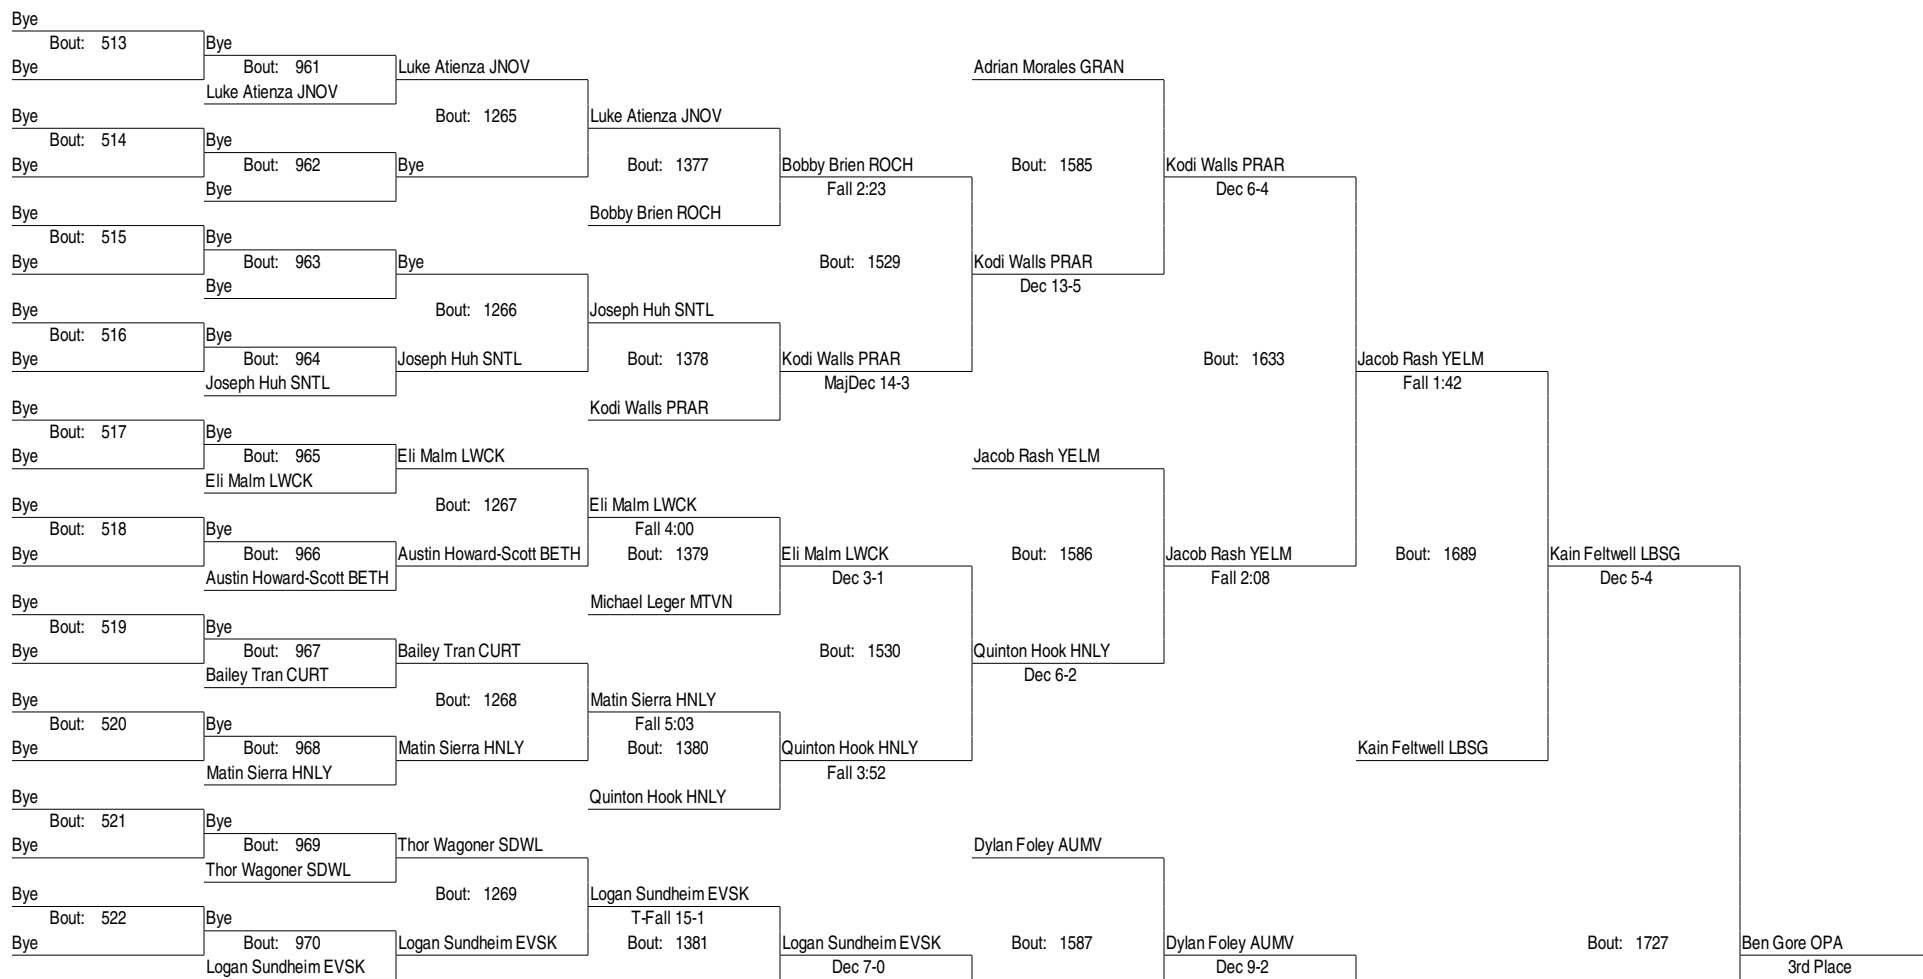 Bye
Bout: 513 Bye
Bye Bout: 961 Luke Atienza JNOV Adrian Morales GRAN
Luke Atienza JNOV
Bye Bout: 1265 Luke Atienza JNOV
Bout: 514 Bye
Bye Bout: 962 Bye Bout: 1377 Bobby Brien ROCH Bout: 1585 Kodi Walls PRAR
Bye Fall 2:23 Dec 6-4
Bye Bobby Brien ROCH
Bout: 515 Bye
Bye Bout: 963 Bye Bout: 1529 Kodi Walls PRAR
Bye Dec 13-5
Bye Bout: 1266 Joseph Huh SNTL
Bout: 516 Bye
Bye Bout: 964 Joseph Huh SNTL Bout: 1378 Kodi Walls PRAR Bout: 1633 Jacob Rash YELM
Joseph Huh SNTL MajDec 14-3 Fall 1:42
Bye Kodi Walls PRAR
Bout: 517 Bye
Bye Bout: 965 Eli Malm LWCK Jacob Rash YELM
Eli Malm LWCK
Bye Bout: 1267 Eli Malm LWCK
Bout: 518 Bye Fall 4:00
Bye Bout: 966 Austin Howard-Scott BETH Bout: 1379 Eli Malm LWCK Bout: 1586 Jacob Rash YELM Bout: 1689 Kain Feltwell LBSG
Austin Howard-Scott BETH Dec 3-1 Fall 2:08 Dec 5-4
Bye Michael Leger MTVN
Bout: 519 Bye
Bye Bout: 967 Bailey Tran CURT Bout: 1530 Quinton Hook HNLY
Bailey Tran CURT Dec 6-2
Bye Bout: 1268 Matin Sierra HNLY
Bout: 520 Bye Fall 5:03
Bye Bout: 968 Matin Sierra HNLY Bout: 1380 Quinton Hook HNLY Kain Feltwell LBSG
Matin Sierra HNLY Fall 3:52
Bye Quinton Hook HNLY
Bout: 521 Bye
Bye Bout: 969 Thor Wagoner SDWL Dylan Foley AUMV
Thor Wagoner SDWL
Bye Bout: 1269 Logan Sundheim EVSK
Bout: 522 Bye T-Fall 15-1
Bye Bout: 970 Logan Sundheim EVSK Bout: 1381 Logan Sundheim EVSK Bout: 1587 Dylan Foley AUMV Bout: 1727 Ben Gore OPA
Logan Sundheim EVSK Dec 7-0 Dec 9-2 3rd Place